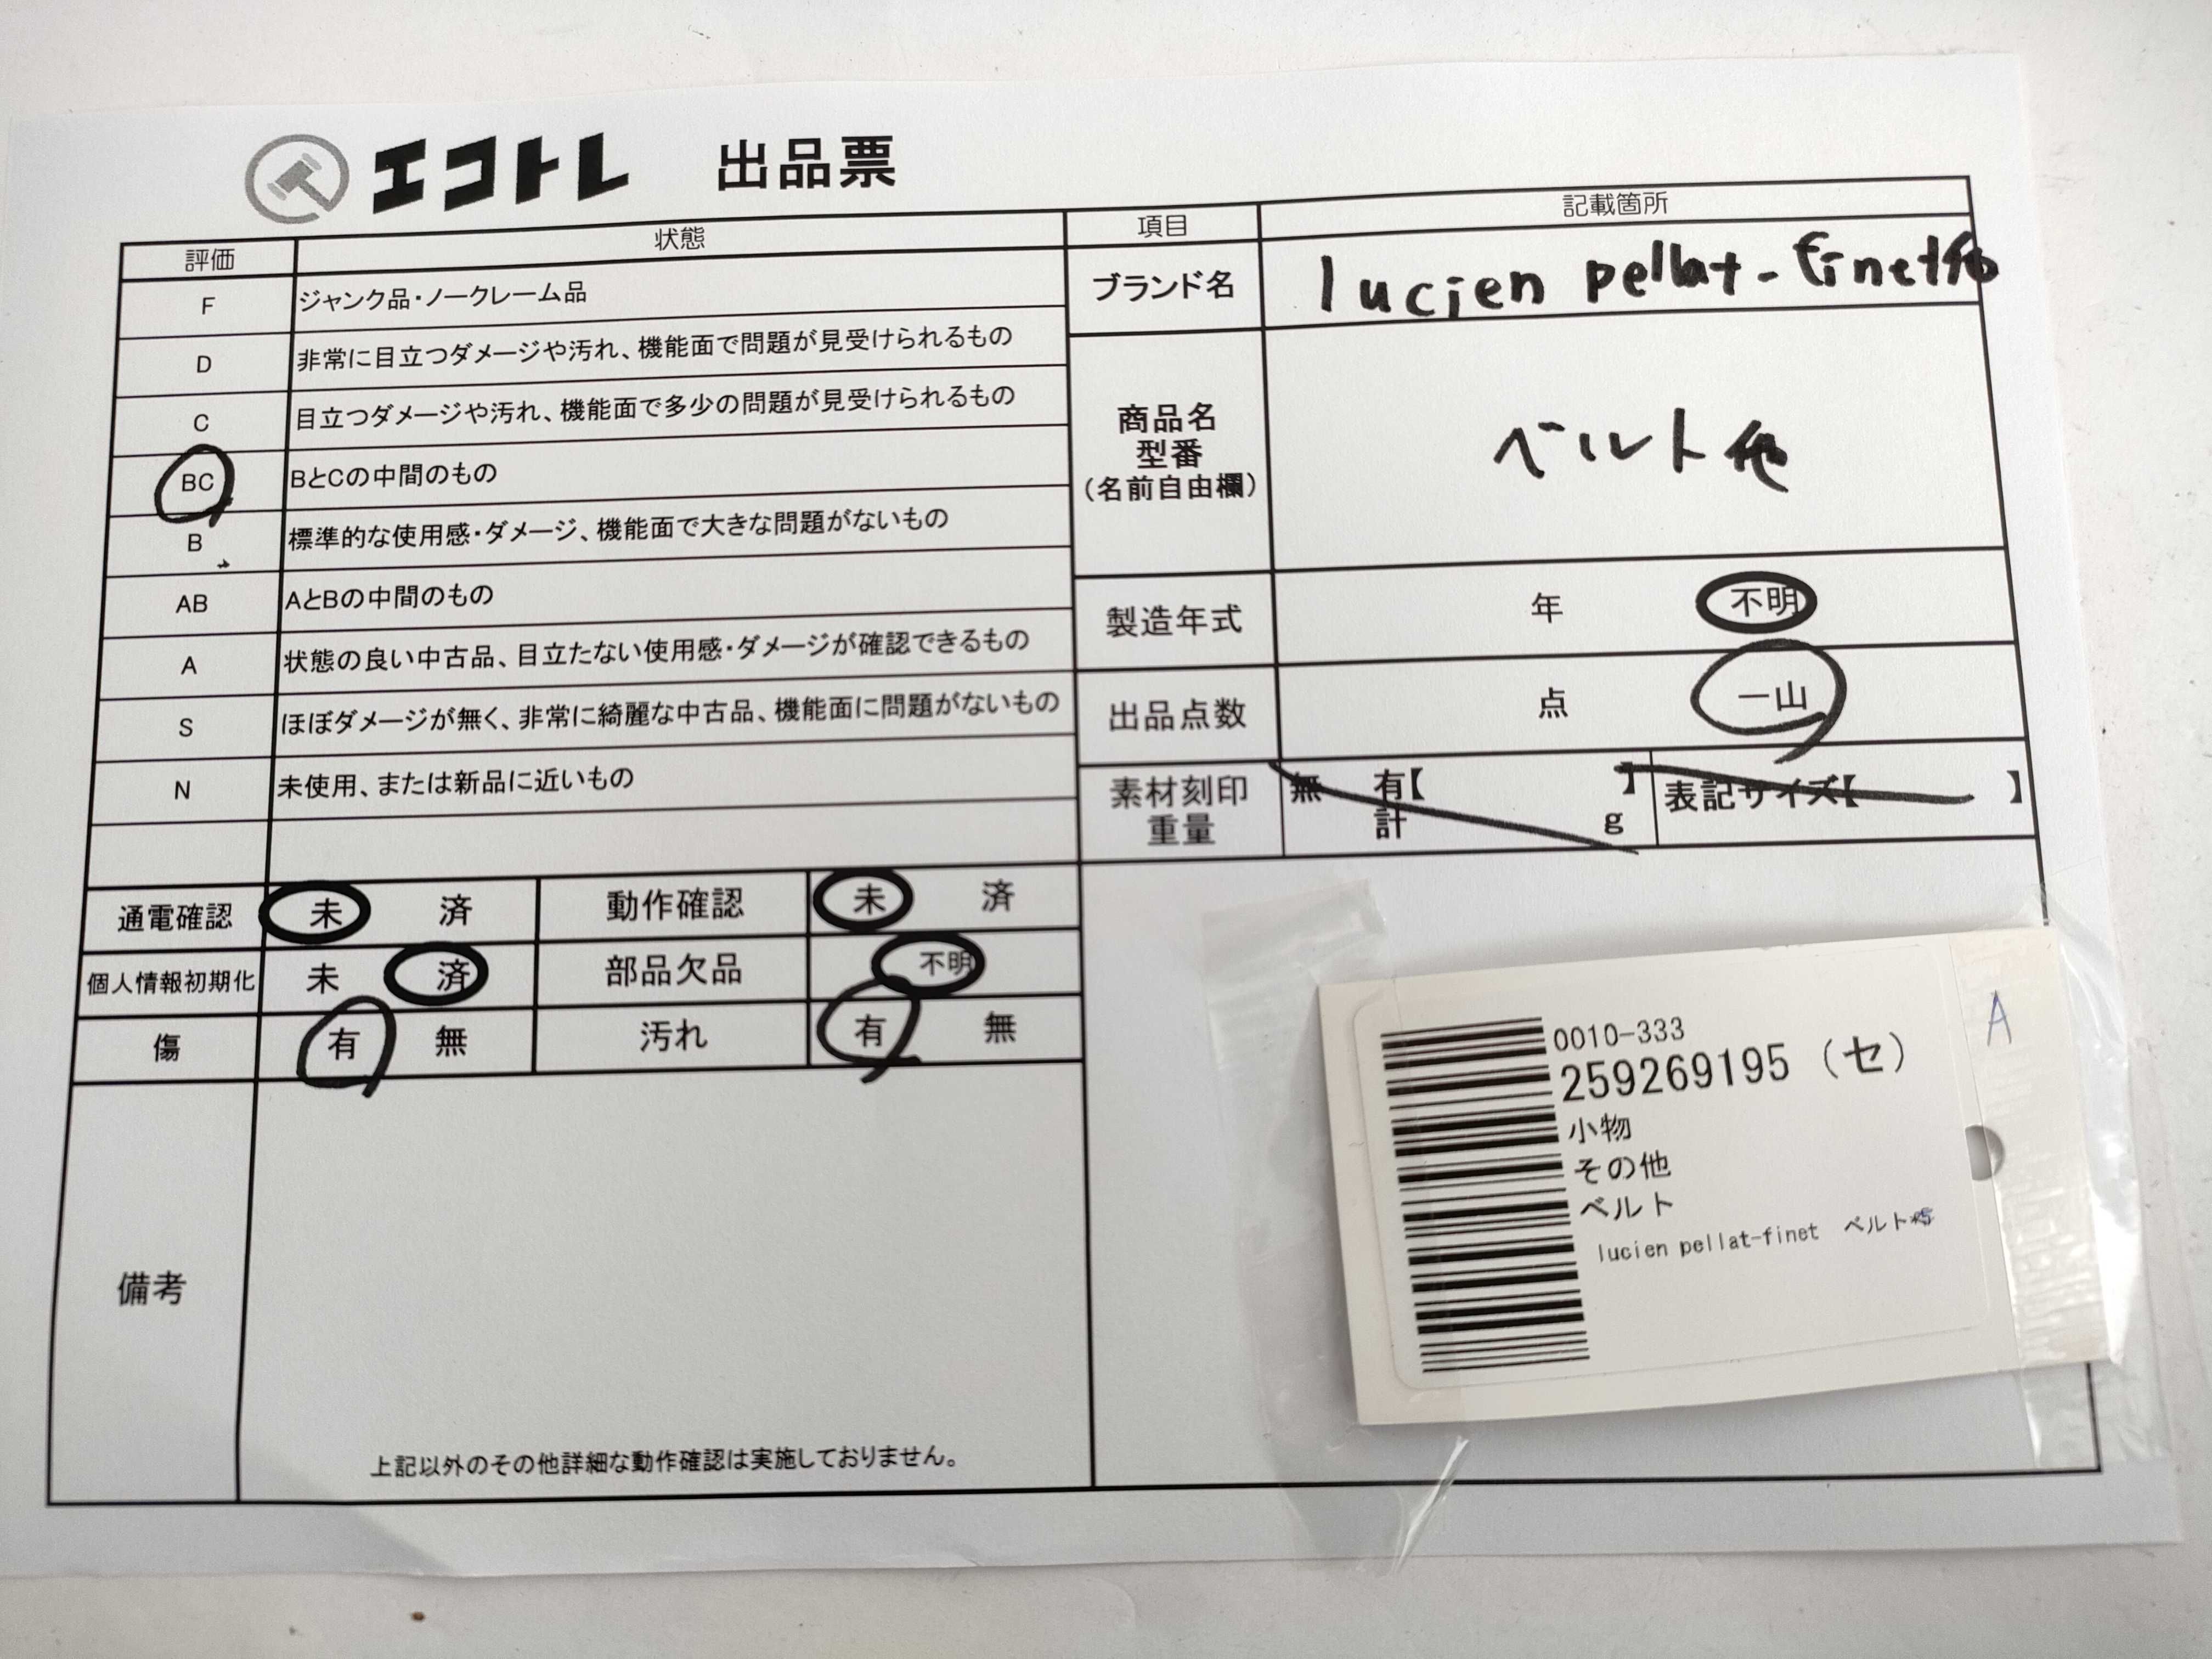 エコトレ 出品票
評価 状態
F ジャンク品・ノークレーム品
D 非常に目立つダメージや汚れ、機能面で問題が見受けられるもの
C 目立つダメージや汚れ、機能面で多少の問題が見受けられるもの
BC BとCの中間のもの
B 標準的な使用感・ダメージ、機能面で大きな問題がないもの
AB AとBの中間のもの
A 状態の良い中古品、目立たない使用感・ダメージが確認できるもの
S ほぼダメージが無く、非常に綺麗な中古品、機能面に問題がないもの
N 未使用、または新品に近いもの
通電確認 未 済 動作確認 未 済
個人情報初期化 未 済 部品欠品 不明
傷 有 無 汚れ 有 無
備考
上記以外のその他詳細な動作確認は実施しておりません。
項目 記載箇所
ブランド名 lucien pellat-finet他
商品名
型番
(名前自由欄)
ベルト他
製造年式 年 不明
出品点数 点 一山
素材刻印 無 有【 】 表記サイズ【 】
重量 計 g
A
0010-333
259269195 (セ)
小物
その他
ベルト
lucien pellat-finet ベルト